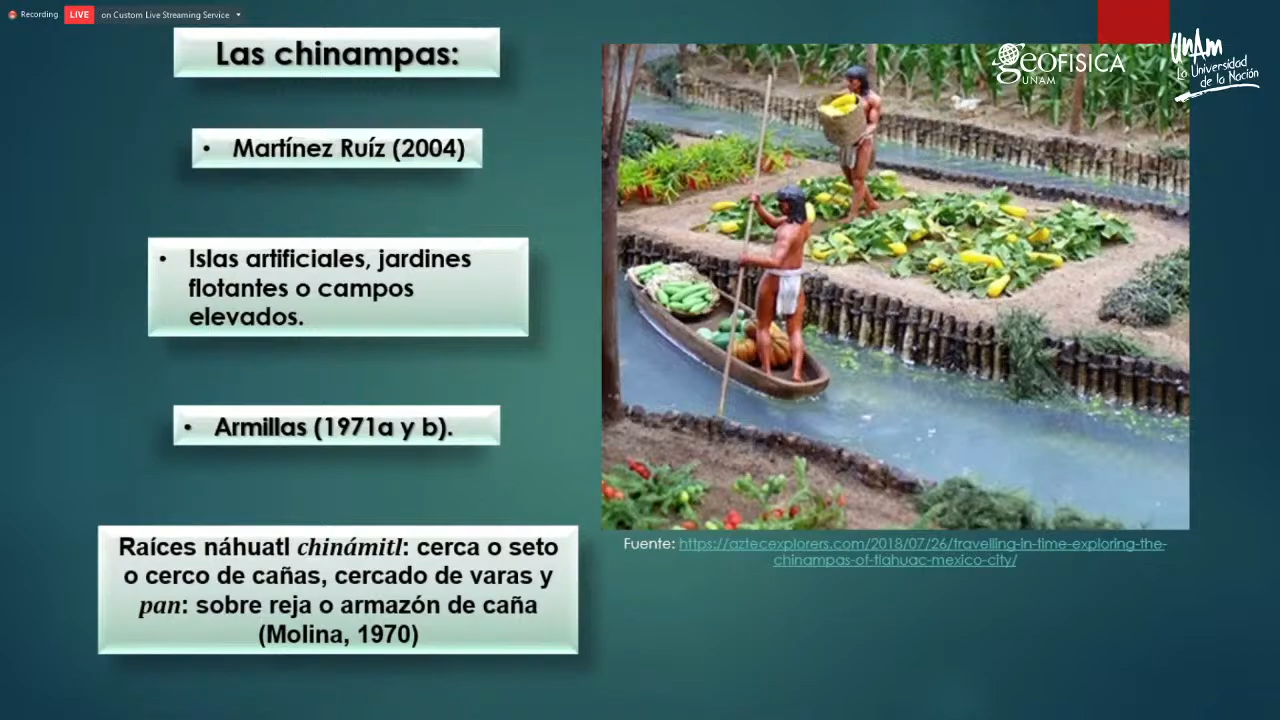 Recording LIVE on Custom Live Streaming Service
Las chinampas:
• Martínez Ruíz (2004)
• Islas artificiales, jardines
flotantes o campos
elevados.
• Armillas (1971a y b).
Raíces náhuatl chinámitl: cerca o seto
o cerco de cañas, cercado de varas y
pan: sobre reja o armazón de caña
(Molina, 1970)
GEOFISICA
UNAM
UnAm
La Universidad
de la Nación
Fuente: https://aztecexplorers.com/2018/07/26/travelling-in-time-exploring-the-
chinampas-of-tlahuac-mexico-city/